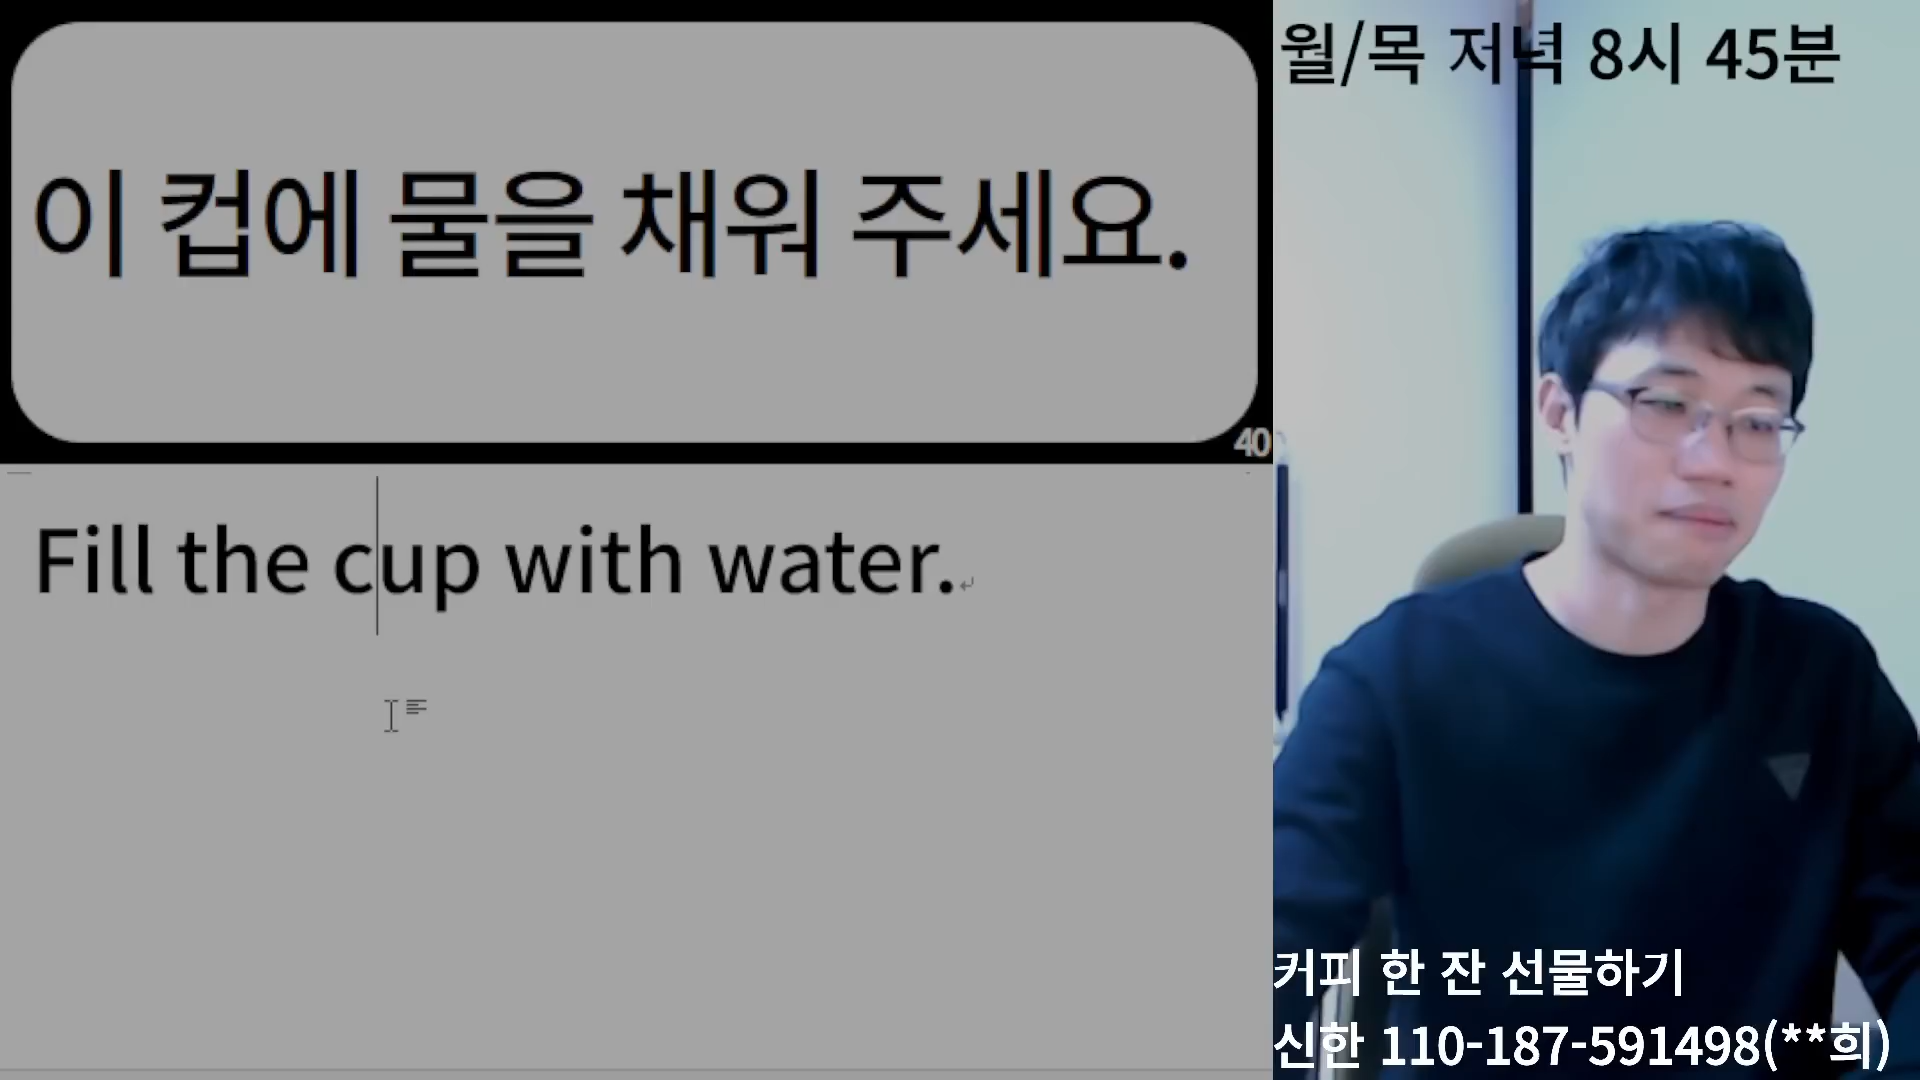 이 컵에 물을 채워 주세요.
40
Fill the cup with water.
월/목 저녁 8시 45분
커피 한 잔 선물하기
신한 110-187-591498(**희)